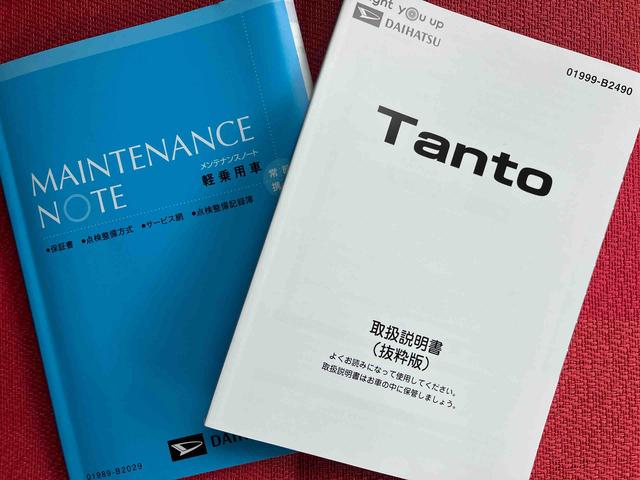 MAINTENANCE
NOTE
メンテナンスノート
軽乗用車
•保証書 •点検整備方式 •サービス網 •点検整備記録簿
01989-B2029
ght you up
DAIHATSU
01999-B2490
Tanto
取扱説明書
(抜粋版)
よくお読みになって使用してください。
取扱説明書はお車の中に保管しましょう。